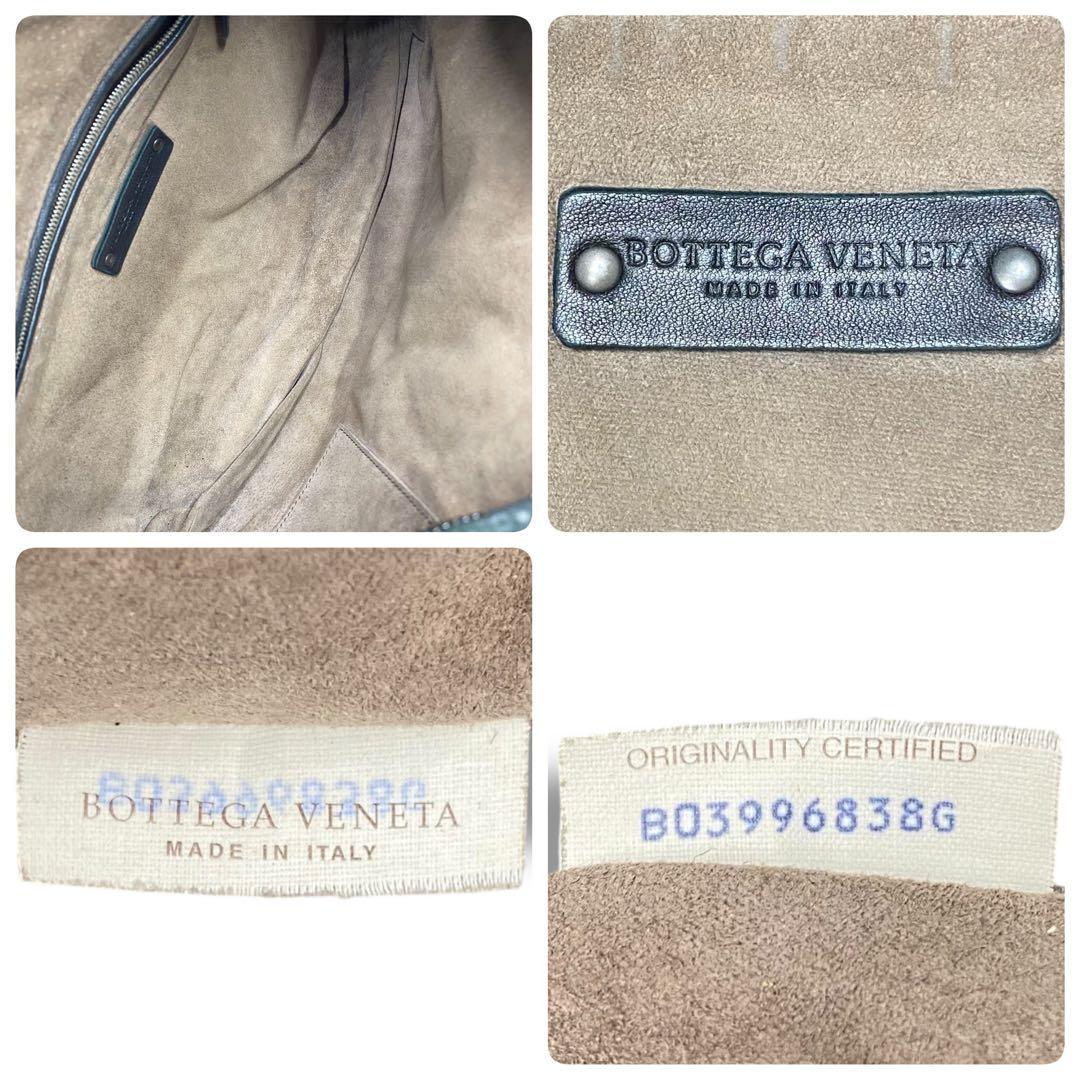 BOTTEGA VENETA
MADE IN ITALY
BOTTEGA VENETA
MADE IN ITALY
ORIGINALITY CERTIFIED
B03996838G